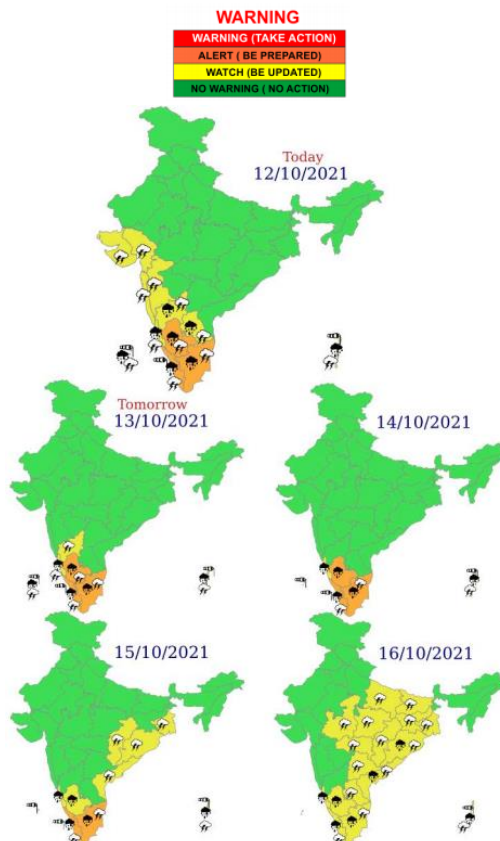 WARNING
WARNING (TAKE ACTION)
ALERT ( BE PREPARED)
WATCH (BE UPDATED)
NO WARNING ( NO ACTION)
Today
12/10/2021
Tomorrow
13/10/2021
14/10/2021
15/10/2021
16/10/2021